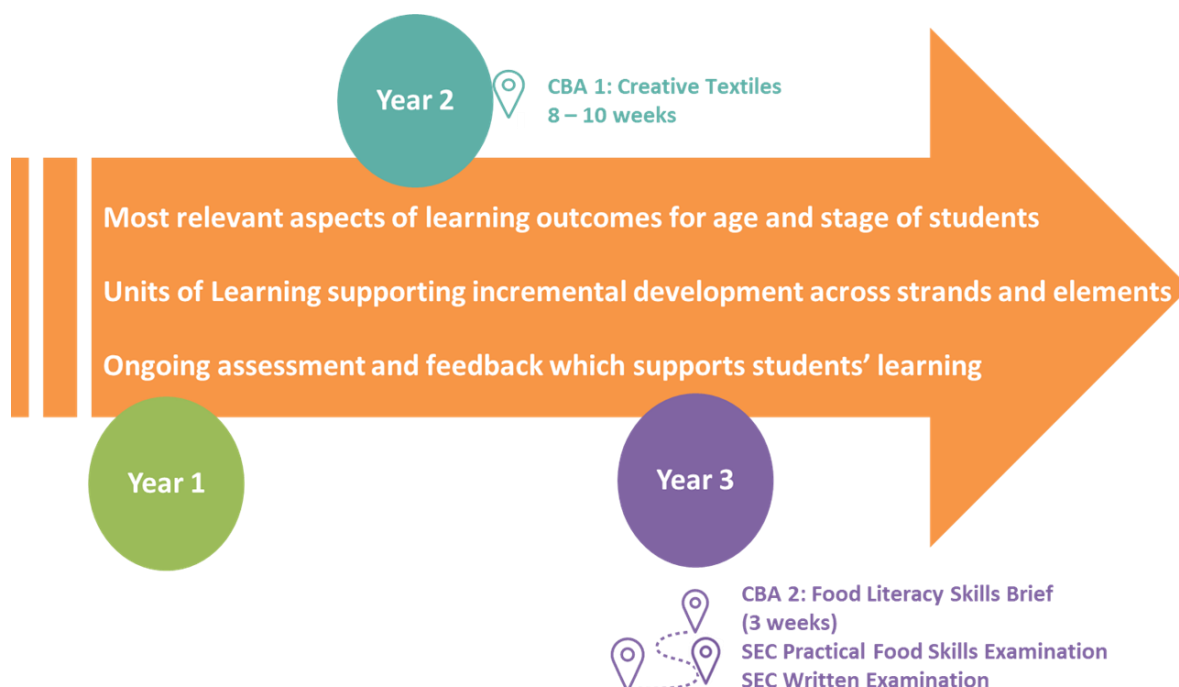 Year 2
CBA 1: Creative Textiles
8 – 10 weeks
Most relevant aspects of learning outcomes for age and stage of students
Units of Learning supporting incremental development across strands and elements
Ongoing assessment and feedback which supports students’ learning
Year 1
Year 3
CBA 2: Food Literacy Skills Brief
(3 weeks)
SEC Practical Food Skills Examination
SEC Written Examination